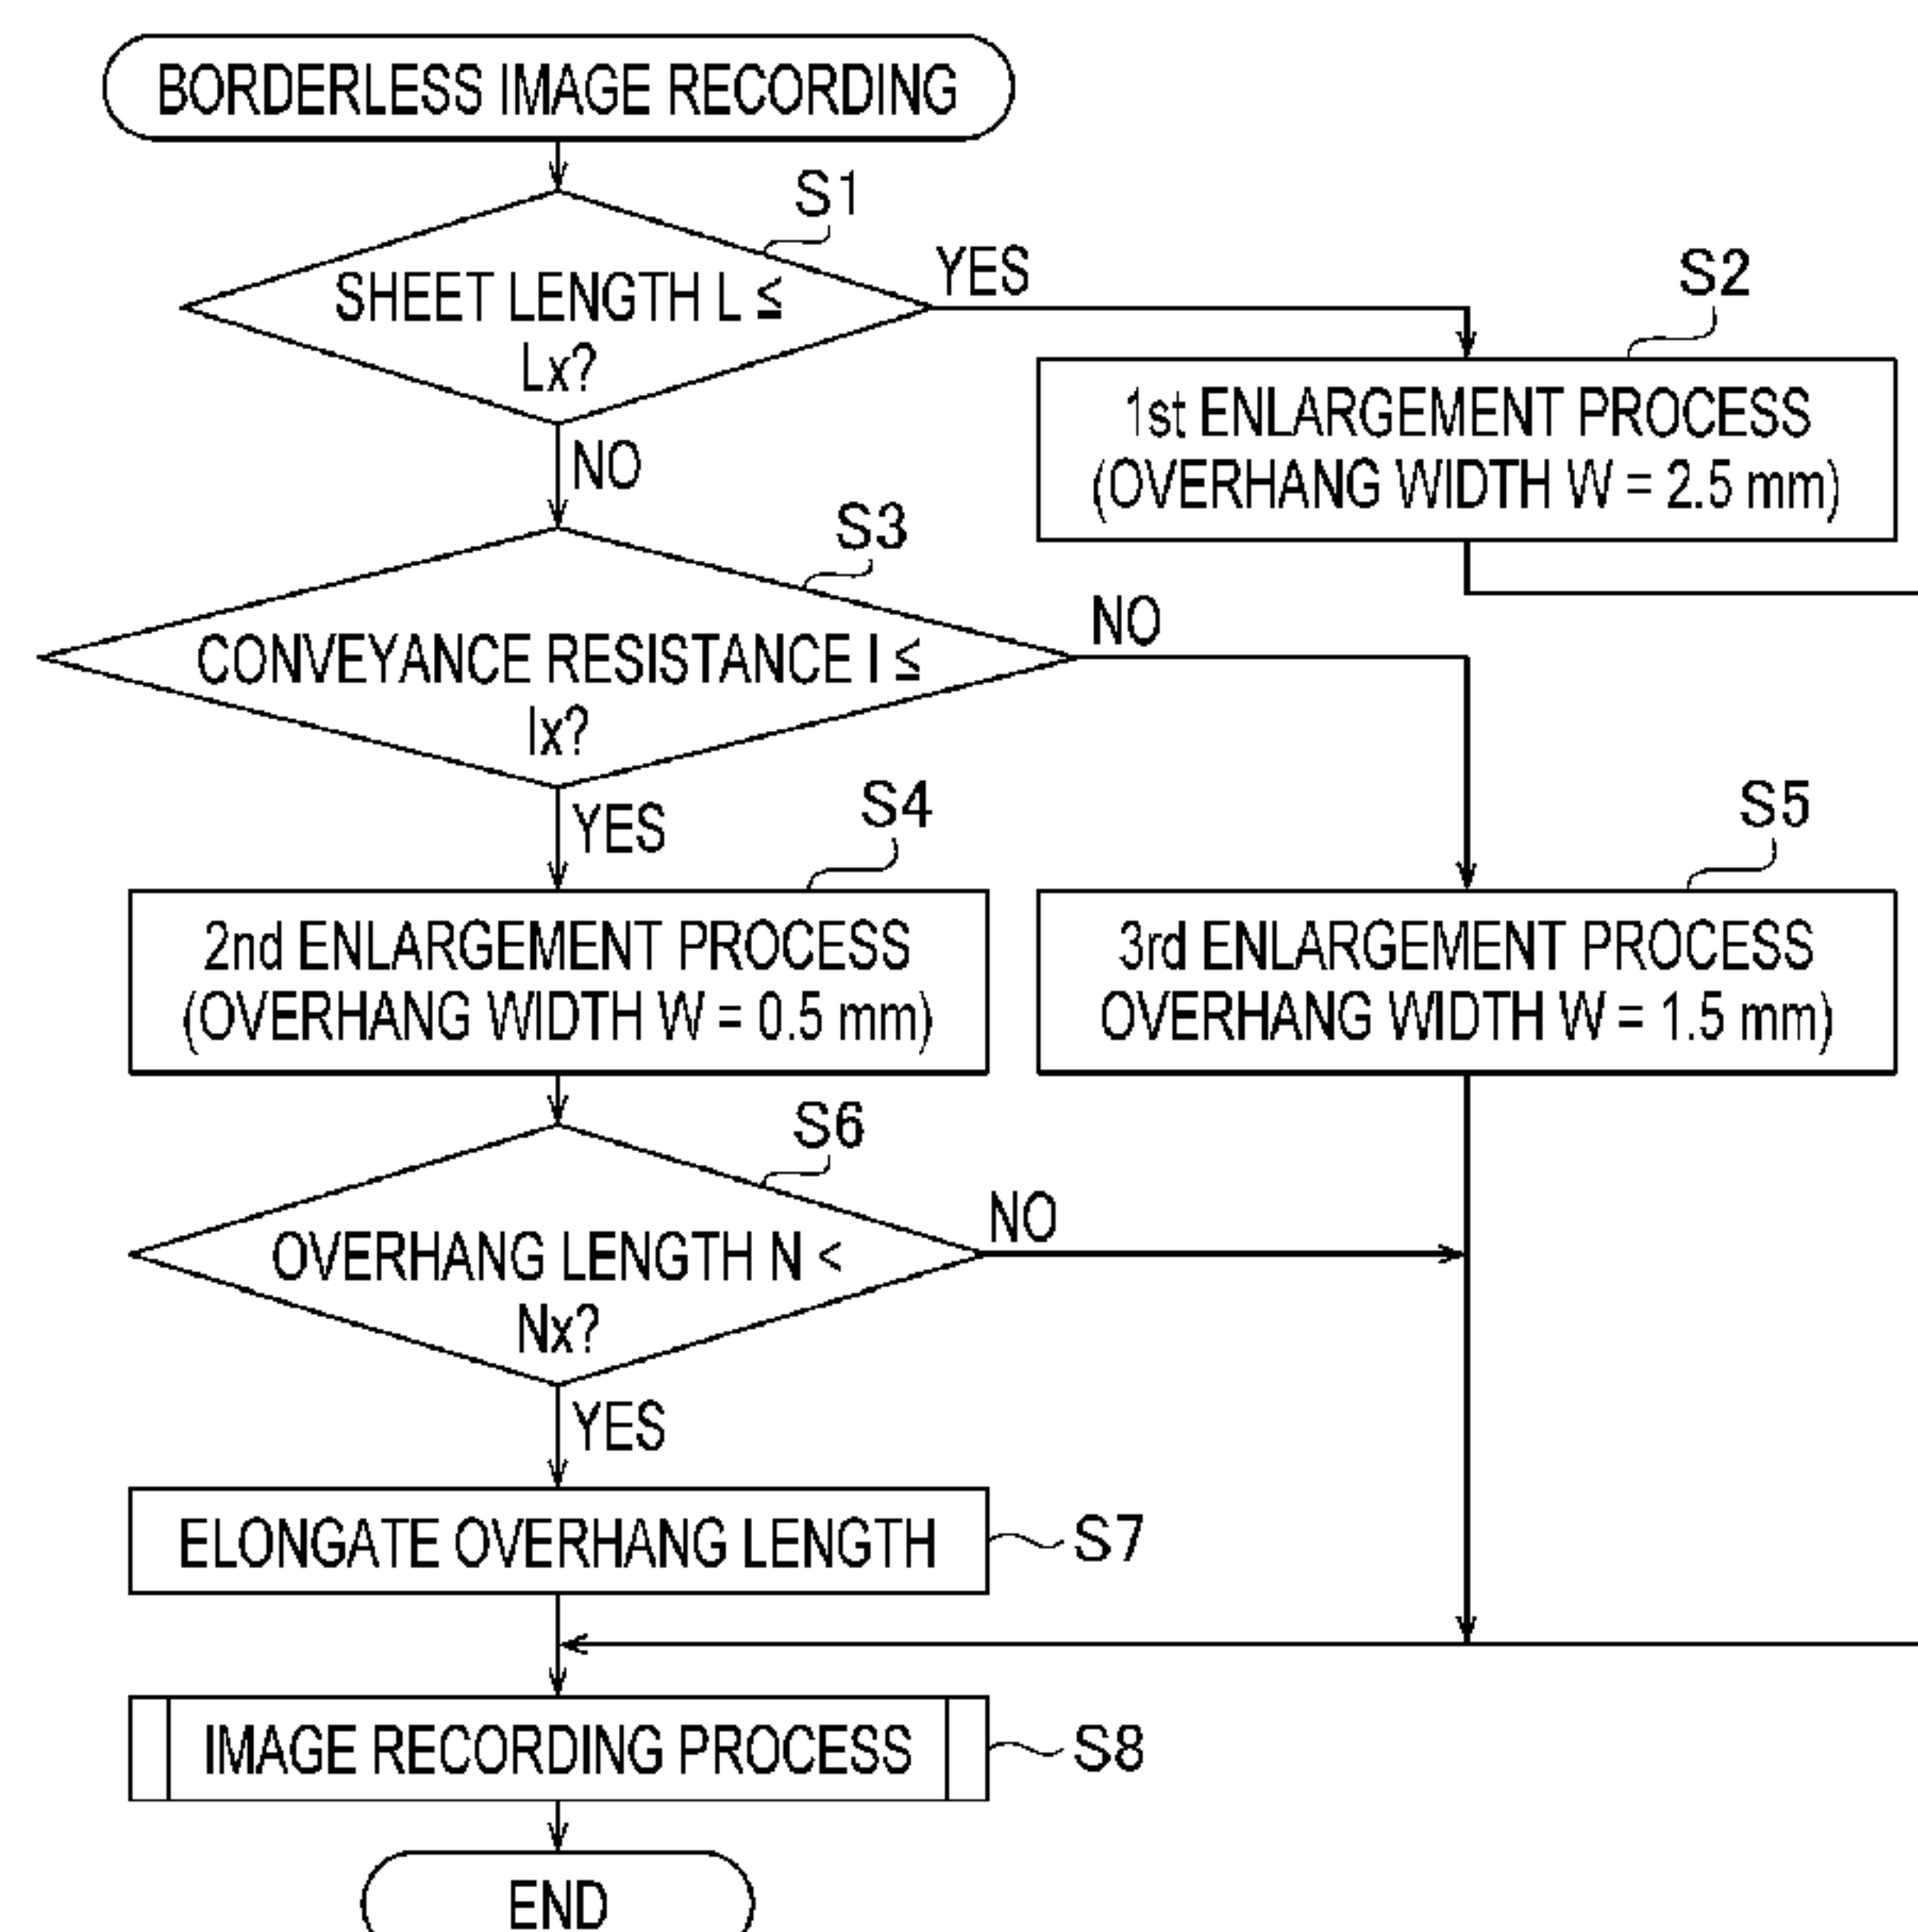 BORDERLESS IMAGE RECORDING
S1
SHEET LENGTH L ≤
Lx?
YES
NO
S2
1st ENLARGEMENT PROCESS
(OVERHANG WIDTH W = 2.5 mm)
S3
CONVEYANCE RESISTANCE I ≤
Ix?
NO
YES
S4
2nd ENLARGEMENT PROCESS
(OVERHANG WIDTH W = 0.5 mm)
S5
3rd ENLARGEMENT PROCESS
OVERHANG WIDTH W = 1.5 mm)
S6
OVERHANG LENGTH N <
Nx?
NO
YES
ELONGATE OVERHANG LENGTH
S7
IMAGE RECORDING PROCESS
S8
END